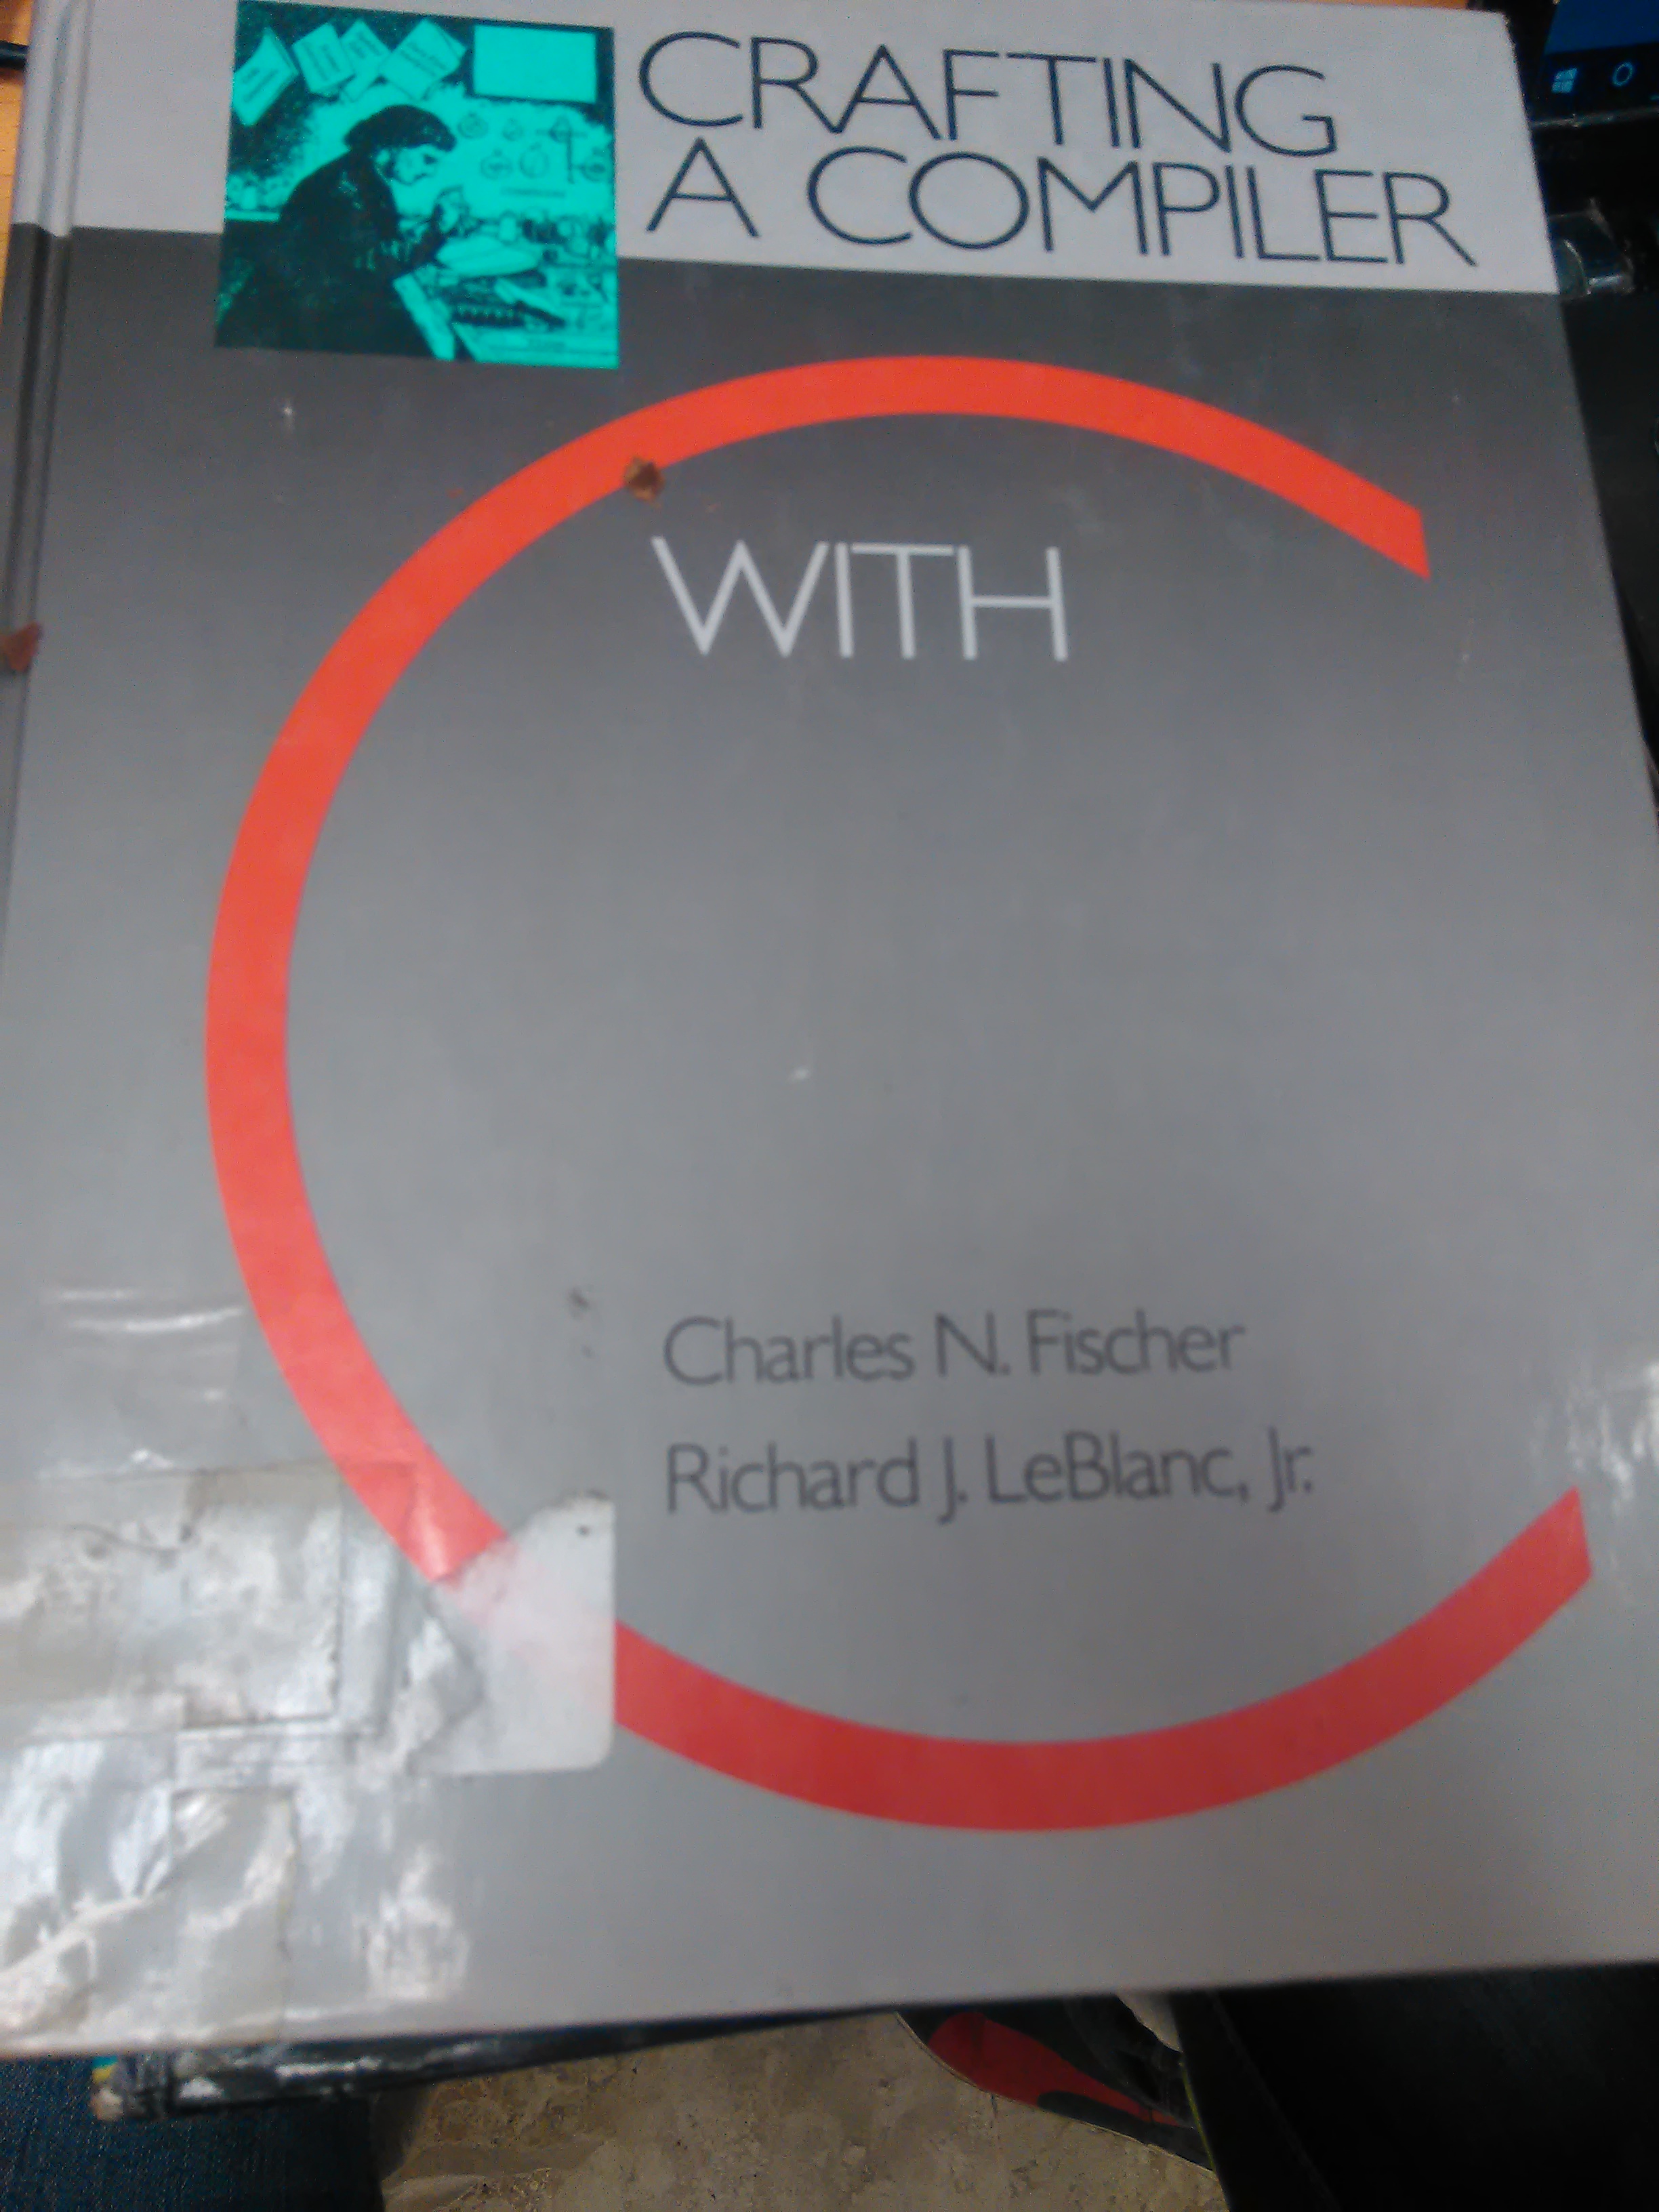 CRAFTING
A COMPILER
WITH
C
Charles N. Fischer
Richard J. LeBlanc, Jr.